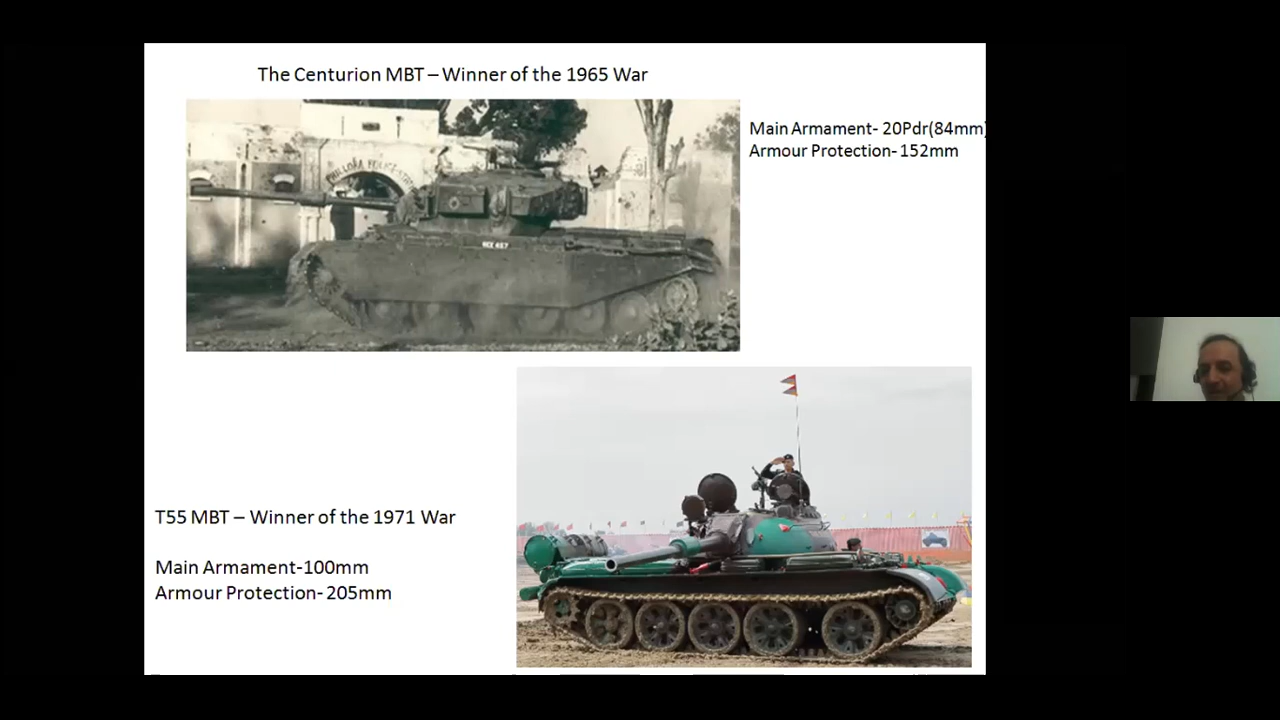 The Centurion MBT – Winner of the 1965 War
Main Armament- 20Pdr(84mm)
Armour Protection- 152mm
T55 MBT – Winner of the 1971 War
Main Armament-100mm
Armour Protection- 205mm